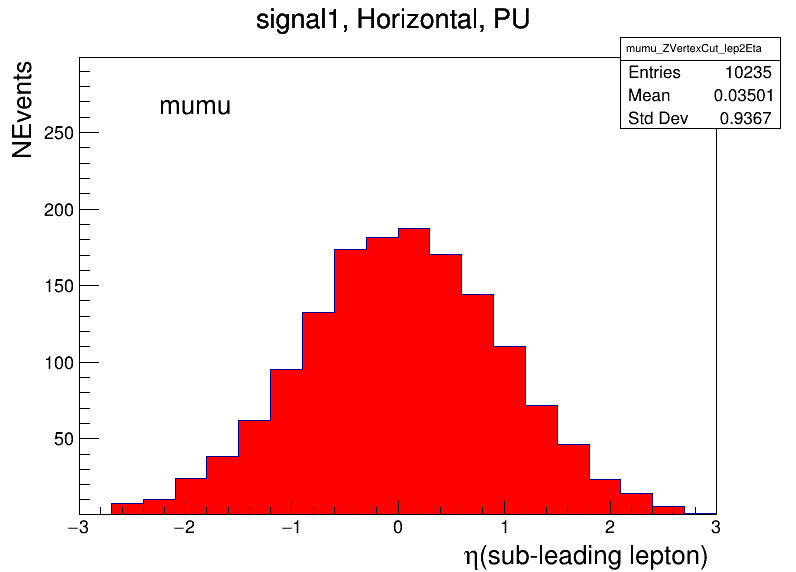 signal1, Horizontal, PU
mumu_ZVertexCut_lep2Eta
Entries 10235
Mean 0.03501
Std Dev 0.9367
NEvents
mumu
250
200
150
100
50
−3 −2 −1 0 1 2 3
η(sub-leading lepton)